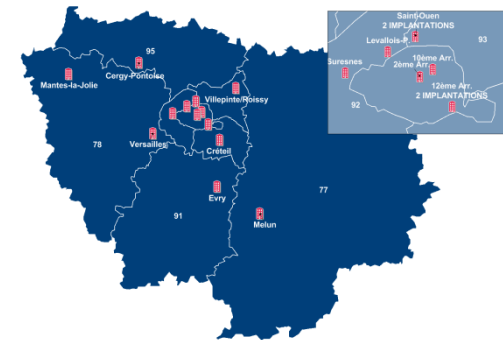 Saint-Ouen
2 IMPLANTATIONS
93
Levallois-P.
10ème Arr.
2ème Arr.
Suresnes
12ème Arr.
2 IMPLANTATIONS
92
95
Cergy-Pontoise
Mantes-la-Jolie
Villepinte/Roissy
78
Versailles
Créteil
77
Evry
91
Melun